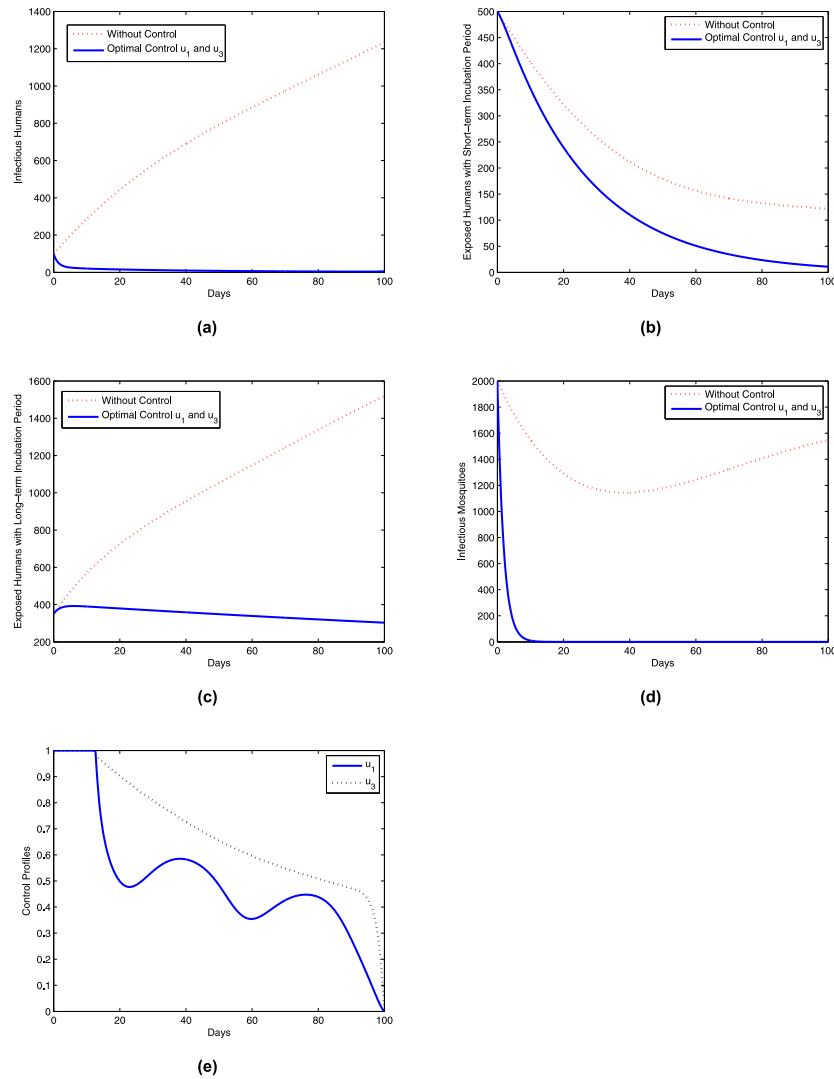 1400
1200
1000
800
600
400
200
0
0 20 40 60 80 100
Infectious Humans
Days
Without Control
Optimal Control u1 and u3
(a)
500
450
400
350
300
250
200
150
100
50
0
0 20 40 60 80 100
Exposed Humans with Short-term Incubation Period
Days
Without Control
Optimal Control u1 and u3
(b)
1600
1400
1200
1000
800
600
400
200
0 20 40 60 80 100
Exposed Humans with Long-term Incubation Period
Days
Without Control
Optimal Control u1 and u3
(c)
2000
1800
1600
1400
1200
1000
800
600
400
200
0
0 20 40 60 80 100
Infectious Mosquitoes
Days
Without Control
Optimal Control u1 and u3
(d)
1
0.9
0.8
0.7
0.6
0.5
0.4
0.3
0.2
0.1
0
0 20 40 60 80 100
Control Profiles
Days
u1
u3
(e)